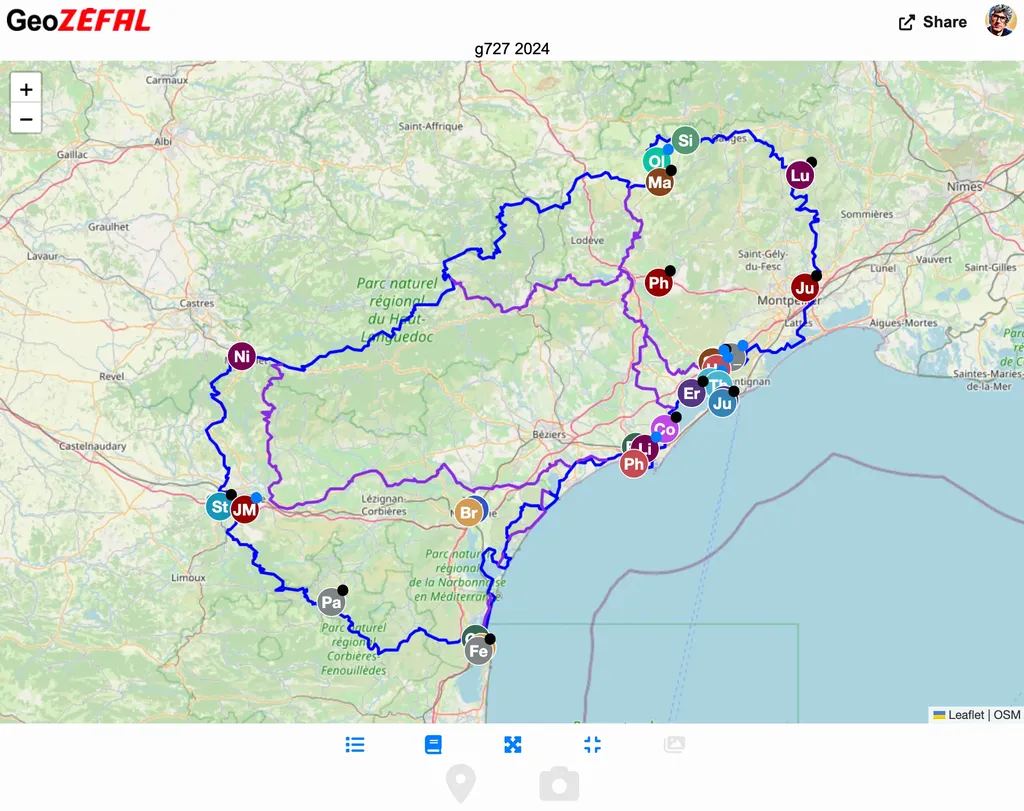 GeoZÉFAL
Share
g727 2024
+
−
Carmaux
Saint-Affrique
Albi
Gaillac
Si
Ol
Lu
Ma
Nîmes
Sommières
Graulhet
Lodève
Lavaur
Saint-Gély-
du-Fesc
Lunel
Vauvert
Saint-Gilles
Parc naturel
régional
du Haut-
Languedoc
Ph
Ju
Castres
Lattes
Aigues-Mortes
Ni
Saintes-Maries-
de-la-Mer
Revel
Th
Er
Ju
Co
Béziers
Castelnaudary
Li
Ph
Lézignan-
Corbières
St
JM
Br
Parc naturel
régional
de la Narbonnaise
en Méditerranée
Limoux
Pa
Parc naturel
régional
Corbières-
Fenouillèdes
Fe
Leaflet | OSM